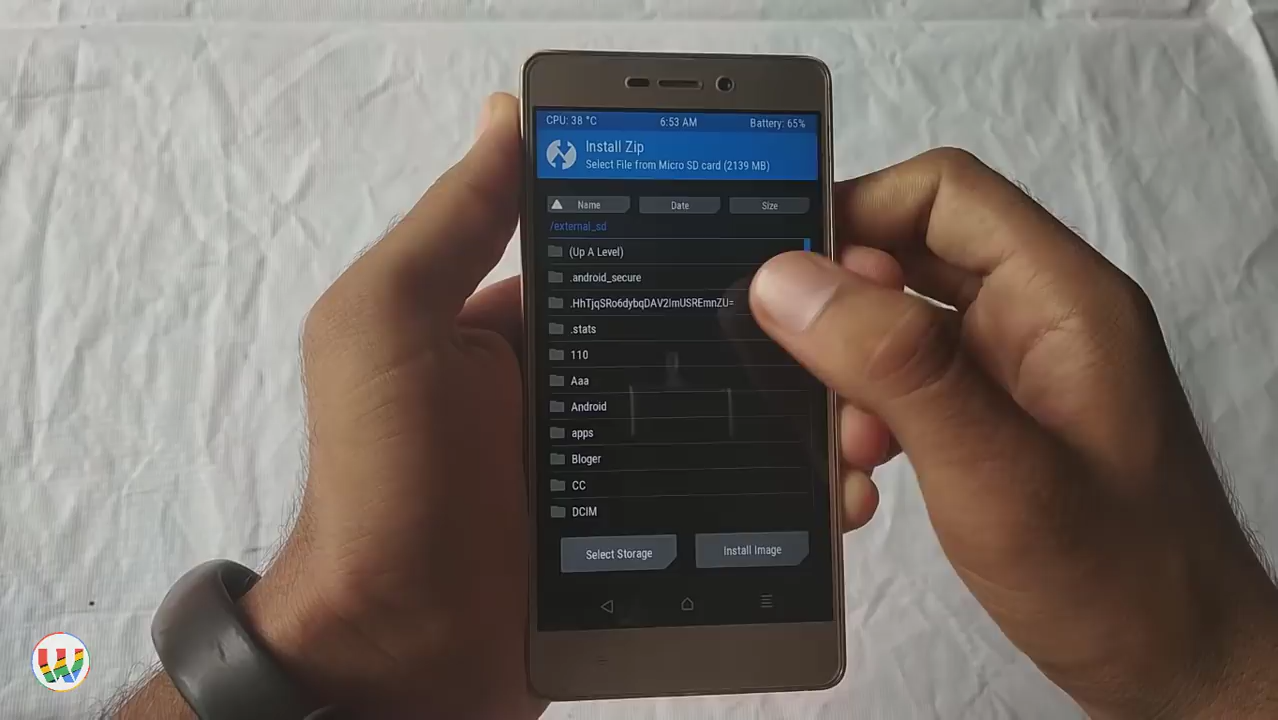 CPU: 38 °C 6:53 AM Battery: 65%
Install Zip
Select File from Micro SD card (2139 MB)
Name Date Size
/external_sd
(Up A Level)
.android_secure
.HhTjqSRo6dybqDAV2ImUSREmnZU=
.stats
110
Aaa
Android
apps
Bloger
CC
DCIM
Select Storage Install Image
W